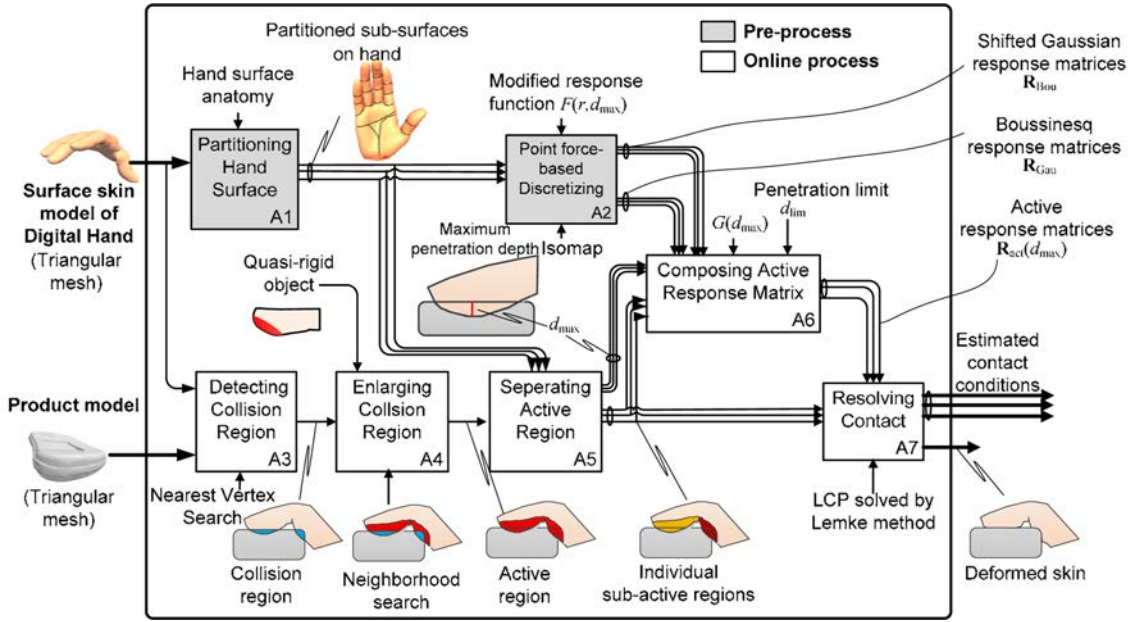 Partitioned sub-surfaces
on hand
Pre-process
Online process
Shifted Gaussian
response matrices
R_Bou
Hand surface
anatomy
Modified response
function F(r,d_max)
Boussinesq
response matrices
R_Gau
Partitioning
Hand
Surface
A1
Point force-
based
Discretizing
A2
Surface skin
model of
Digital Hand
(Triangular
mesh)
Maximum
penetration depth
Isomap
G(d_max)
Penetration limit
d_lim
Active
response matrices
R_act(d_max)
Quasi-rigid
object
d_max
Composing Active
Response Matrix
A6
Estimated
contact
conditions
Product model
(Triangular
mesh)
Detecting
Collision
Region
A3
Enlarging
Collsion
Region
A4
Seperating
Active
Region
A5
Resolving
Contact
A7
Nearest Vertex
Search
LCP solved by
Lemke method
Collision
region
Neighborhood
search
Active
region
Individual
sub-active regions
Deformed skin